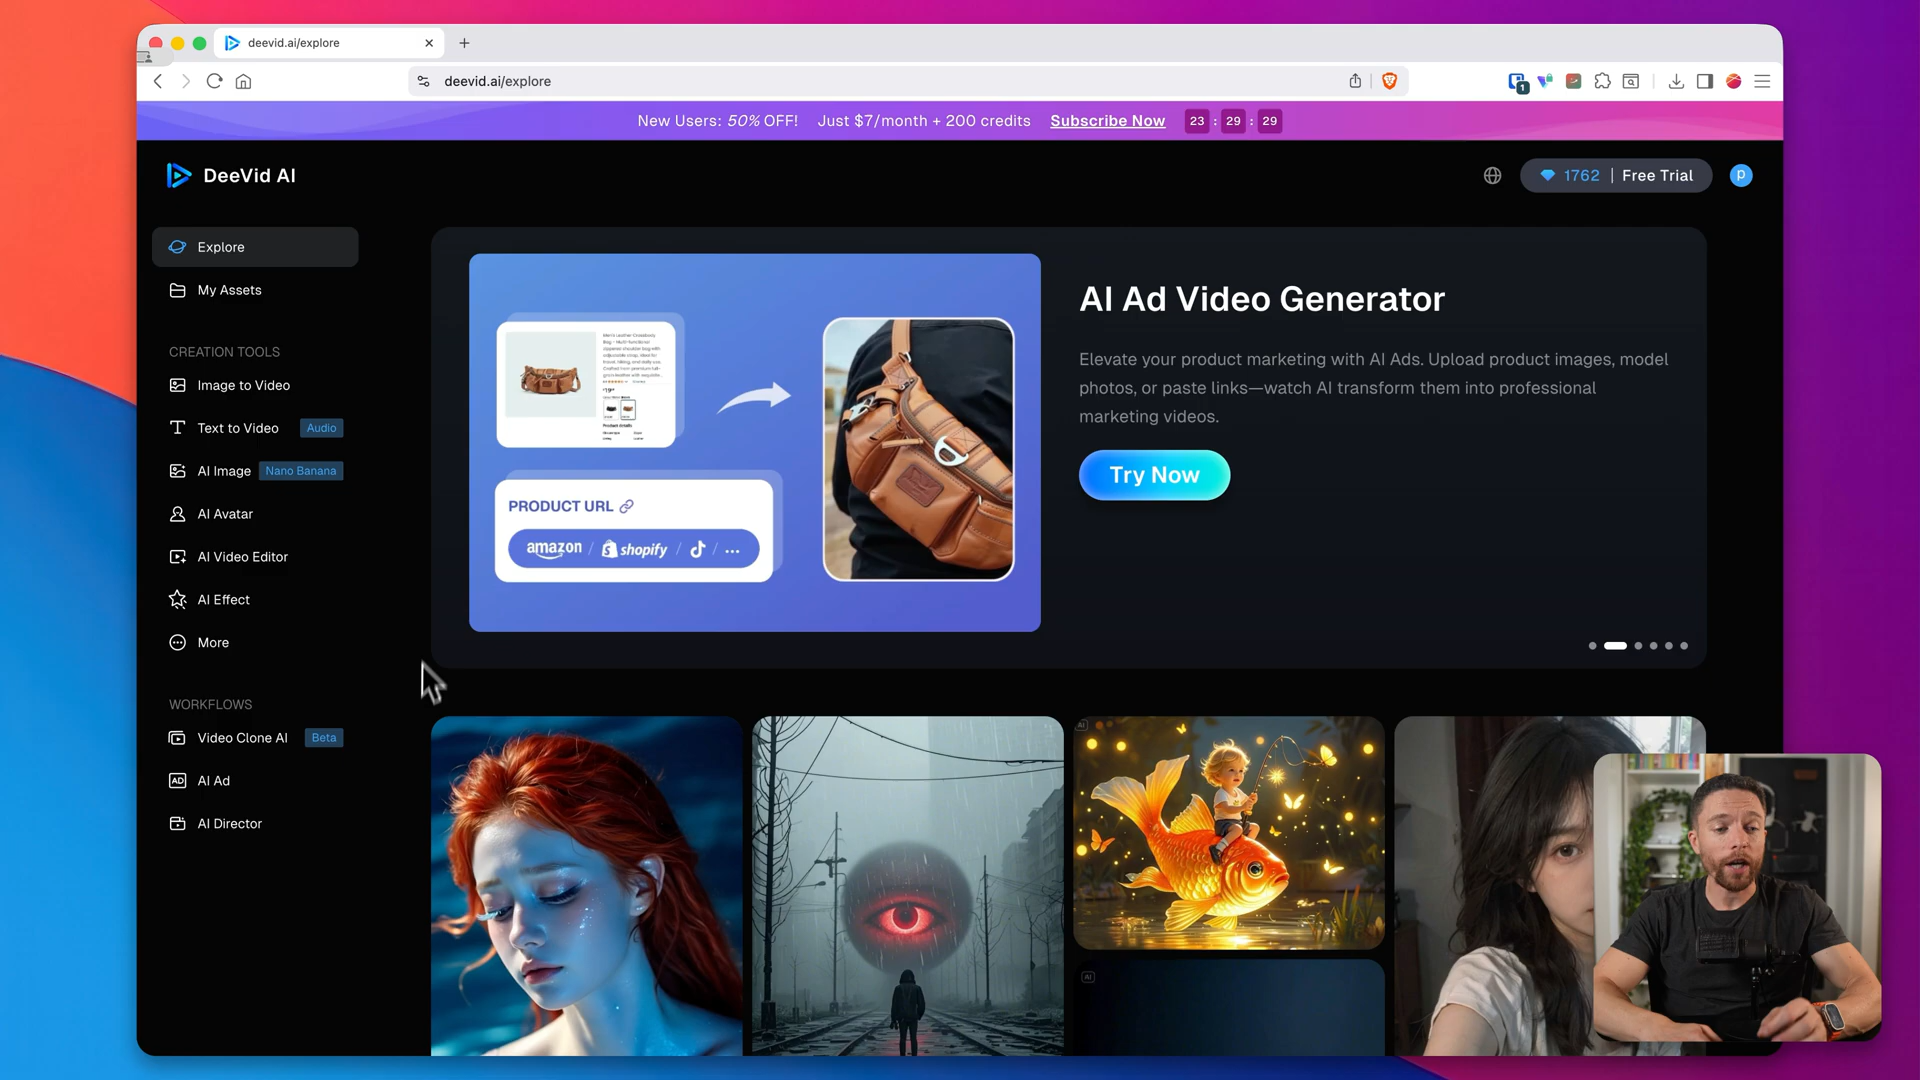 deevid.ai/explore
deevid.ai/explore
1
New Users: 50% OFF! Just $7/month + 200 credits Subscribe Now 23 : 29 : 29
DeeVid AI
1762 | Free Trial
p
Explore
My Assets
CREATION TOOLS
Image to Video
Text to Video Audio
AI Image Nano Banana
AI Avatar
AI Video Editor
AI Effect
More
WORKFLOWS
Video Clone AI Beta
AD AI Ad
AI Director
PRODUCT URL
amazon / shopify / / ...
AI Ad Video Generator
Elevate your product marketing with AI Ads. Upload product images, model
photos, or paste links—watch AI transform them into professional
marketing videos.
Try Now
AI
AI